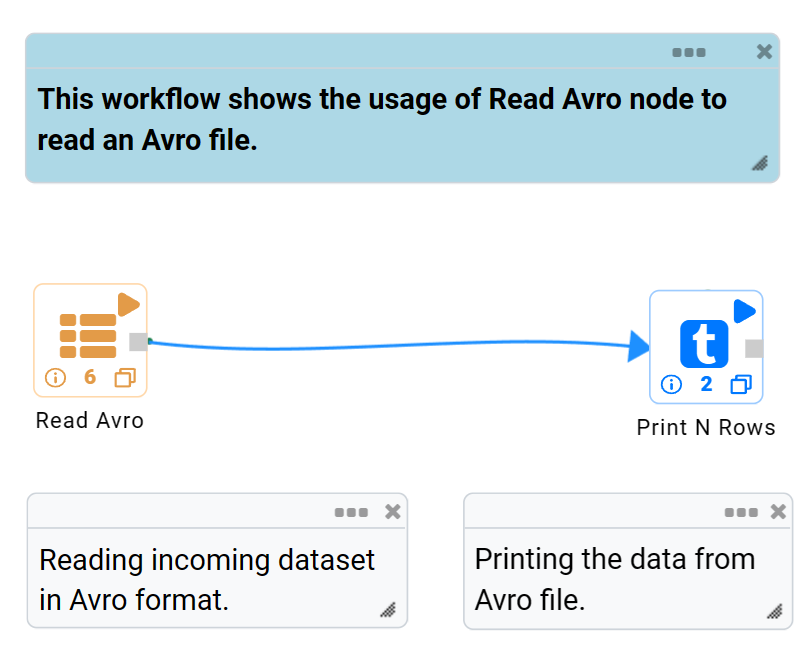 This workflow shows the usage of Read Avro node to
read an Avro file.
t
6
2
Read Avro
Print N Rows
Reading incoming dataset
in Avro format.
Printing the data from
Avro file.